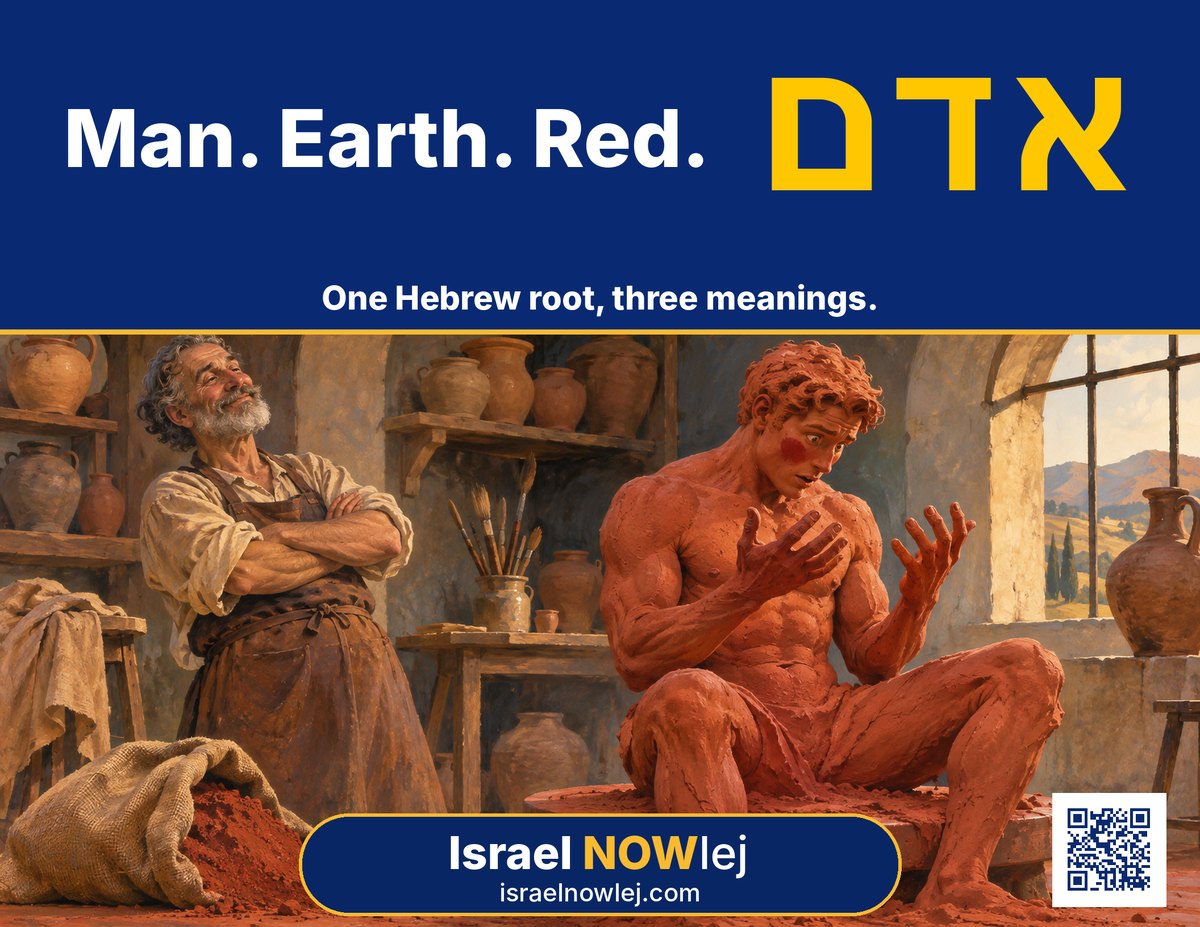 Man. Earth. Red.
אדם
One Hebrew root, three meanings.
Israel NOWlej
israelnowlej.com